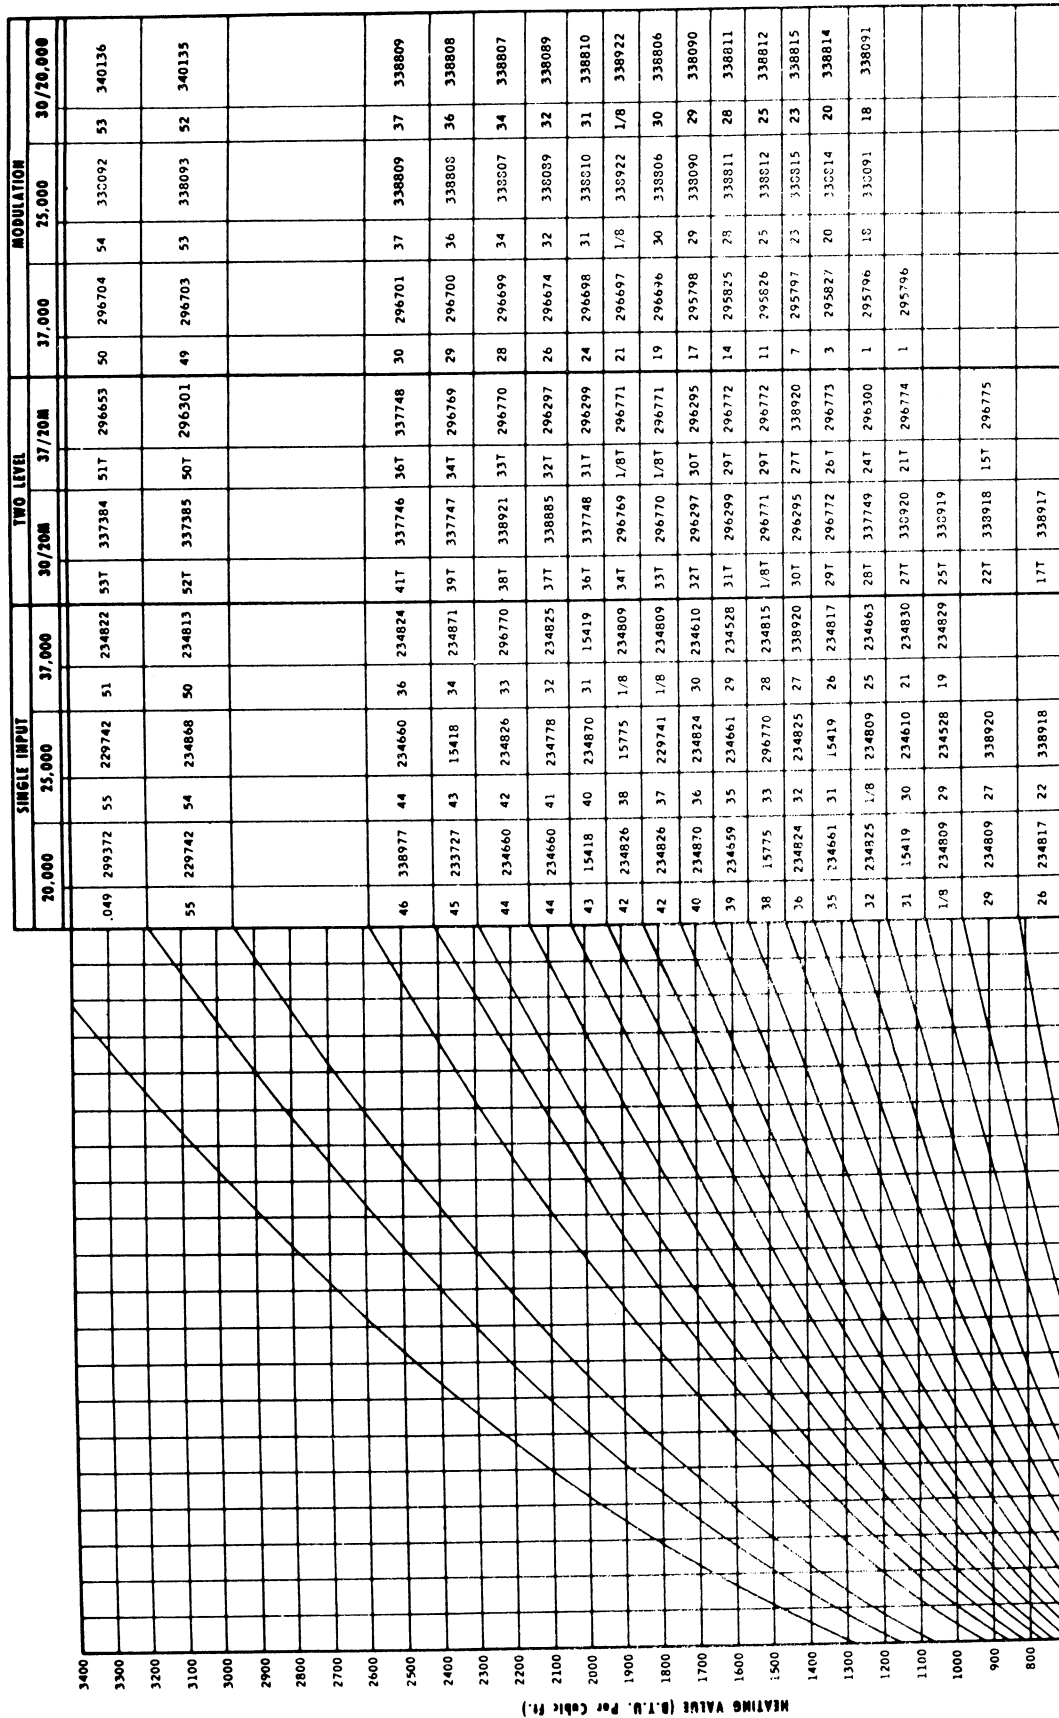 SINGLE INPUT TWO LEVEL MODULATION
20,000 25,000 37,000 30/20M 37/20M 37,000 25,000 30/20,000
.049 299372 55 229742 51 234822 53T 337384 51T 296653 50 296704 54 338092 53 340136
55 229742 54 234868 50 234813 52T 337385 50T 296301 49 296703 53 338093 52 340135
46 338977 44 234660 36 234824 41T 337746 36T 337748 30 296701 37 338809 37 338809
45 233727 43 15418 34 234871 39T 337747 34T 296769 29 296700 36 338808 36 338808
44 234660 42 234826 33 296770 38T 338921 33T 296770 28 296699 34 338807 34 338807
44 234660 41 234778 32 234825 37T 338885 32T 296297 26 296674 32 338089 32 338089
43 15418 40 234870 31 15419 36T 337748 31T 296299 24 296698 31 338810 31 338810
42 234826 38 15775 1/8 234809 34T 296769 1/8T 296771 21 296697 1/8 338922 1/8 338922
42 234826 37 229741 1/8 234809 33T 296770 1/8T 296771 19 296696 30 338806 30 338806
40 234870 36 234824 30 234610 32T 296297 30T 296295 17 295798 29 338090 29 338090
39 234659 35 234661 29 234528 31T 296299 29T 296772 14 295825 28 338811 28 338811
38 15775 33 296770 28 234815 1/8T 296771 29T 296772 11 295826 25 338812 25 338812
36 234824 32 234825 27 338920 30T 296295 27T 338920 7 295797 23 338815 23 338815
35 234661 31 15419 26 234817 29T 296772 26T 296773 3 295827 20 338814 20 338814
32 234825 1/8 234809 25 234663 28T 337749 24T 296300 1 295796 18 338091 18 338091
31 15419 30 234610 21 234830 27T 338920 21T 296774 1 295796
1/8 234809 29 234528 19 234829 25T 338919
29 234809 27 338920 22T 338918 15T 296775
26 234817 22 338918 17T 338917
HEATING VALUE (B.T.U. Per Cubic Ft.)
3400
3300
3200
3100
3000
2900
2800
2700
2600
2500
2400
2300
2200
2100
2000
1900
1800
1700
1600
1500
1400
1300
1200
1100
1000
900
800